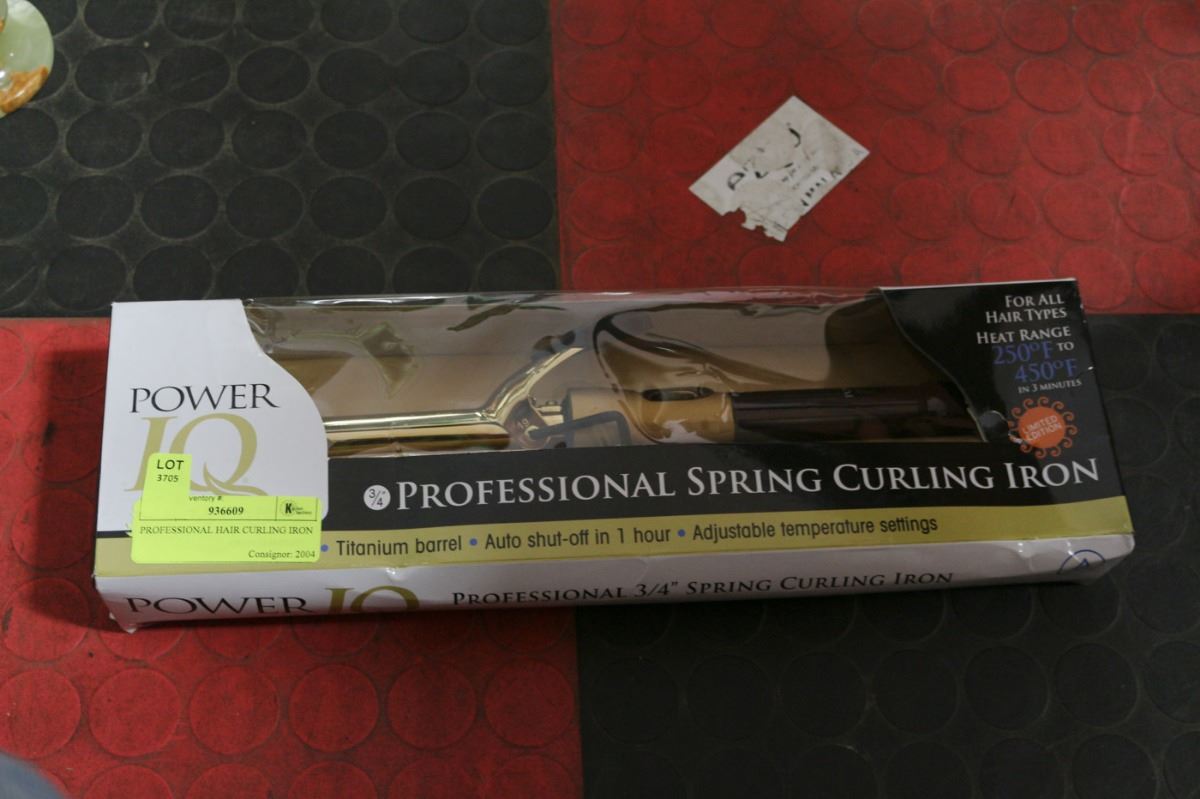 FOR ALL
HAIR TYPES
HEAT RANGE
250°F TO
450°F
IN 3 MINUTES
LIMITED
EDITION
POWER
IQ
3/4" PROFESSIONAL SPRING CURLING IRON
LOT
3705
ventory #:
936609
PROFESSIONAL HAIR CURLING IRON
Consignor: 2004
• Titanium barrel • Auto shut-off in 1 hour • Adjustable temperature settings
POWER IQ PROFESSIONAL 3/4" SPRING CURLING IRON